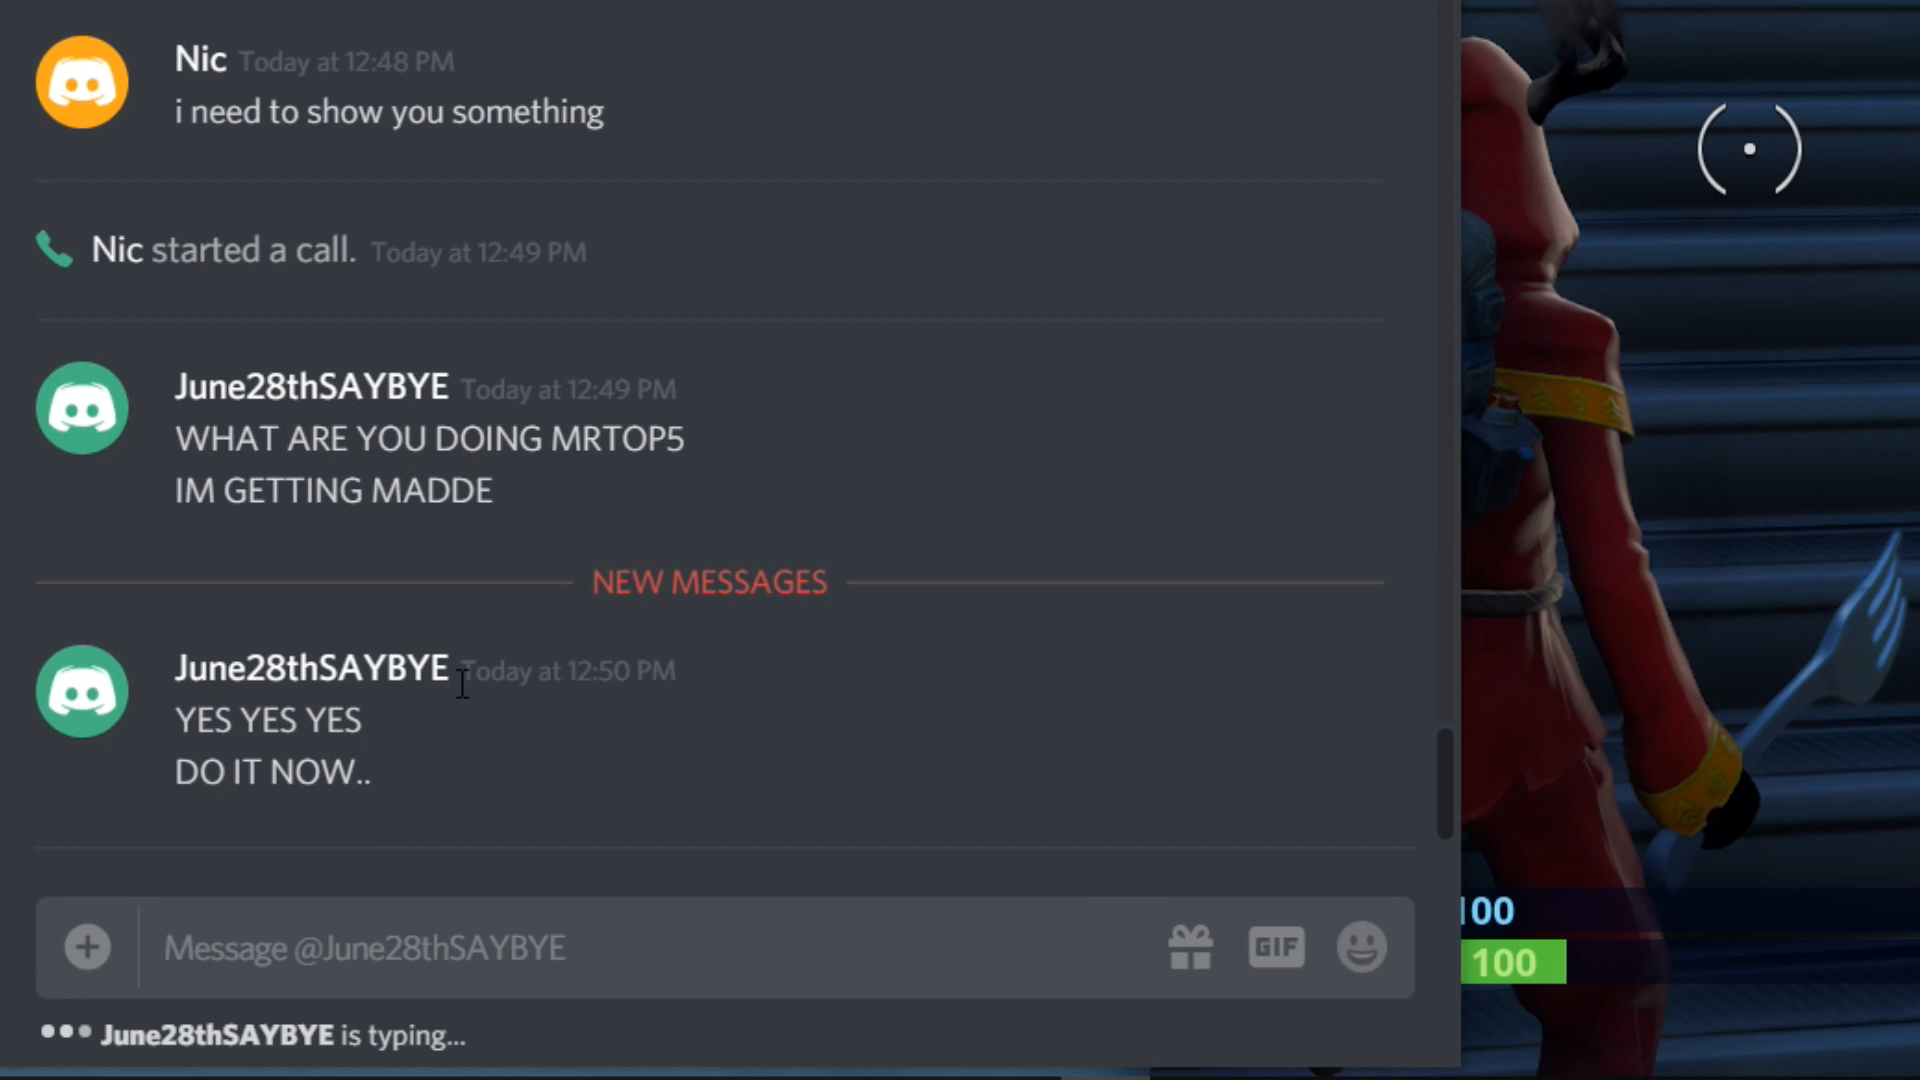 Nic Today at 12:48 PM
i need to show you something
Nic started a call. Today at 12:49 PM
June28thSAYBYE Today at 12:49 PM
WHAT ARE YOU DOING MRTOP5
IM GETTING MADDE
NEW MESSAGES
June28thSAYBYE Today at 12:50 PM
YES YES YES
DO IT NOW..
Message @June28thSAYBYE
GIF
June28thSAYBYE is typing...
100
100